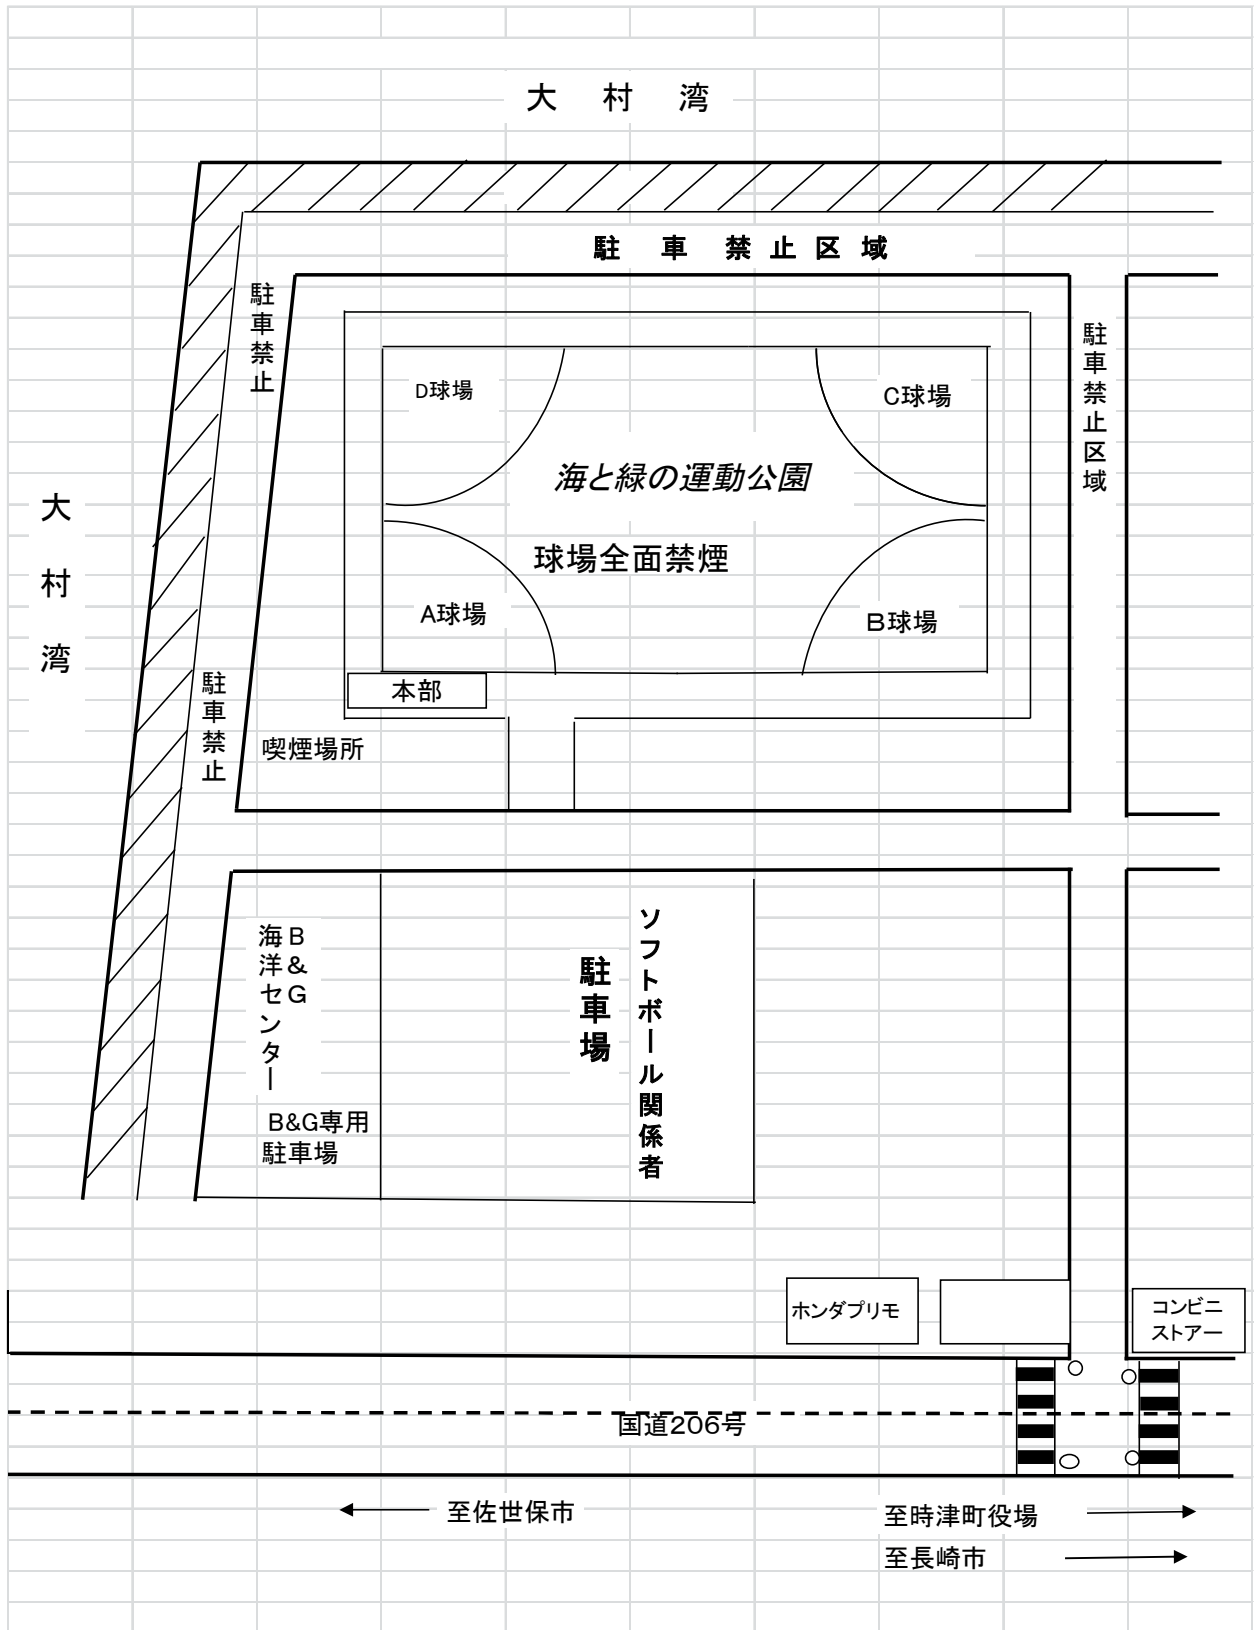 大　村　湾
駐　車　禁止区域
駐車禁止
駐車禁止区域
D球場
C球場
海と緑の運動公園
大　村　湾
球場全面禁煙
A球場
B球場
駐車禁止
本部
喫煙場所
ソフトボール関係者
駐車場
B&G
海洋センター
B&G専用
駐車場
ホンダプリモ
コンビニ
ストアー
国道206号
至佐世保市
至時津町役場
至長崎市